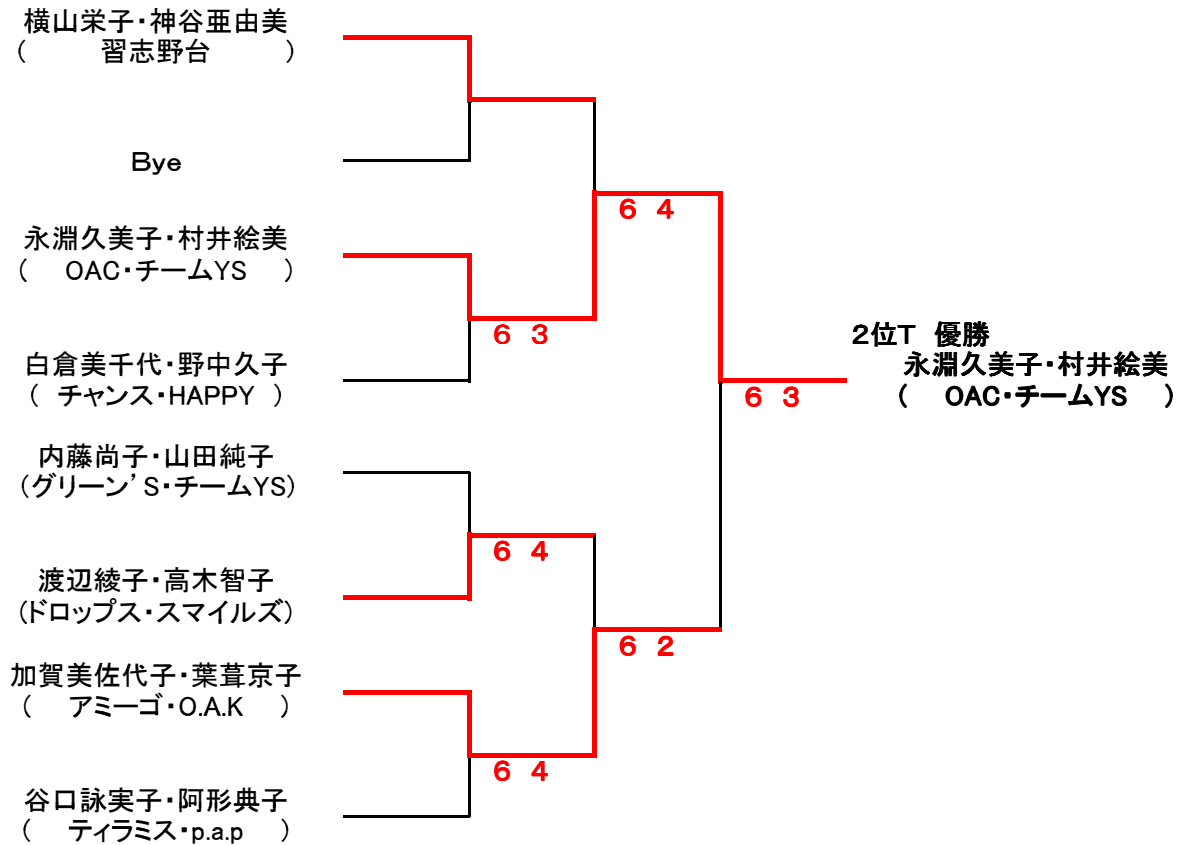 横山栄子・神谷亜由美
（　　習志野台　　）
Ｂｙｅ
永淵久美子・村井絵美
（　OAC・チームYS　）
６　４
６　３
白倉美千代・野中久子
（ チャンス・HAPPY ）
２位Ｔ　優勝
永淵久美子・村井絵美
（　OAC・チームYS　）
６　３
内藤尚子・山田純子
（グリーン’S・チームYS）
６　４
渡辺綾子・高木智子
（ドロップス・スマイルズ）
６　２
加賀美佐代子・葉葺京子
（　アミーゴ・O.A.K　）
６　４
谷口詠実子・阿形典子
（　ティラミス・p.a.p　）